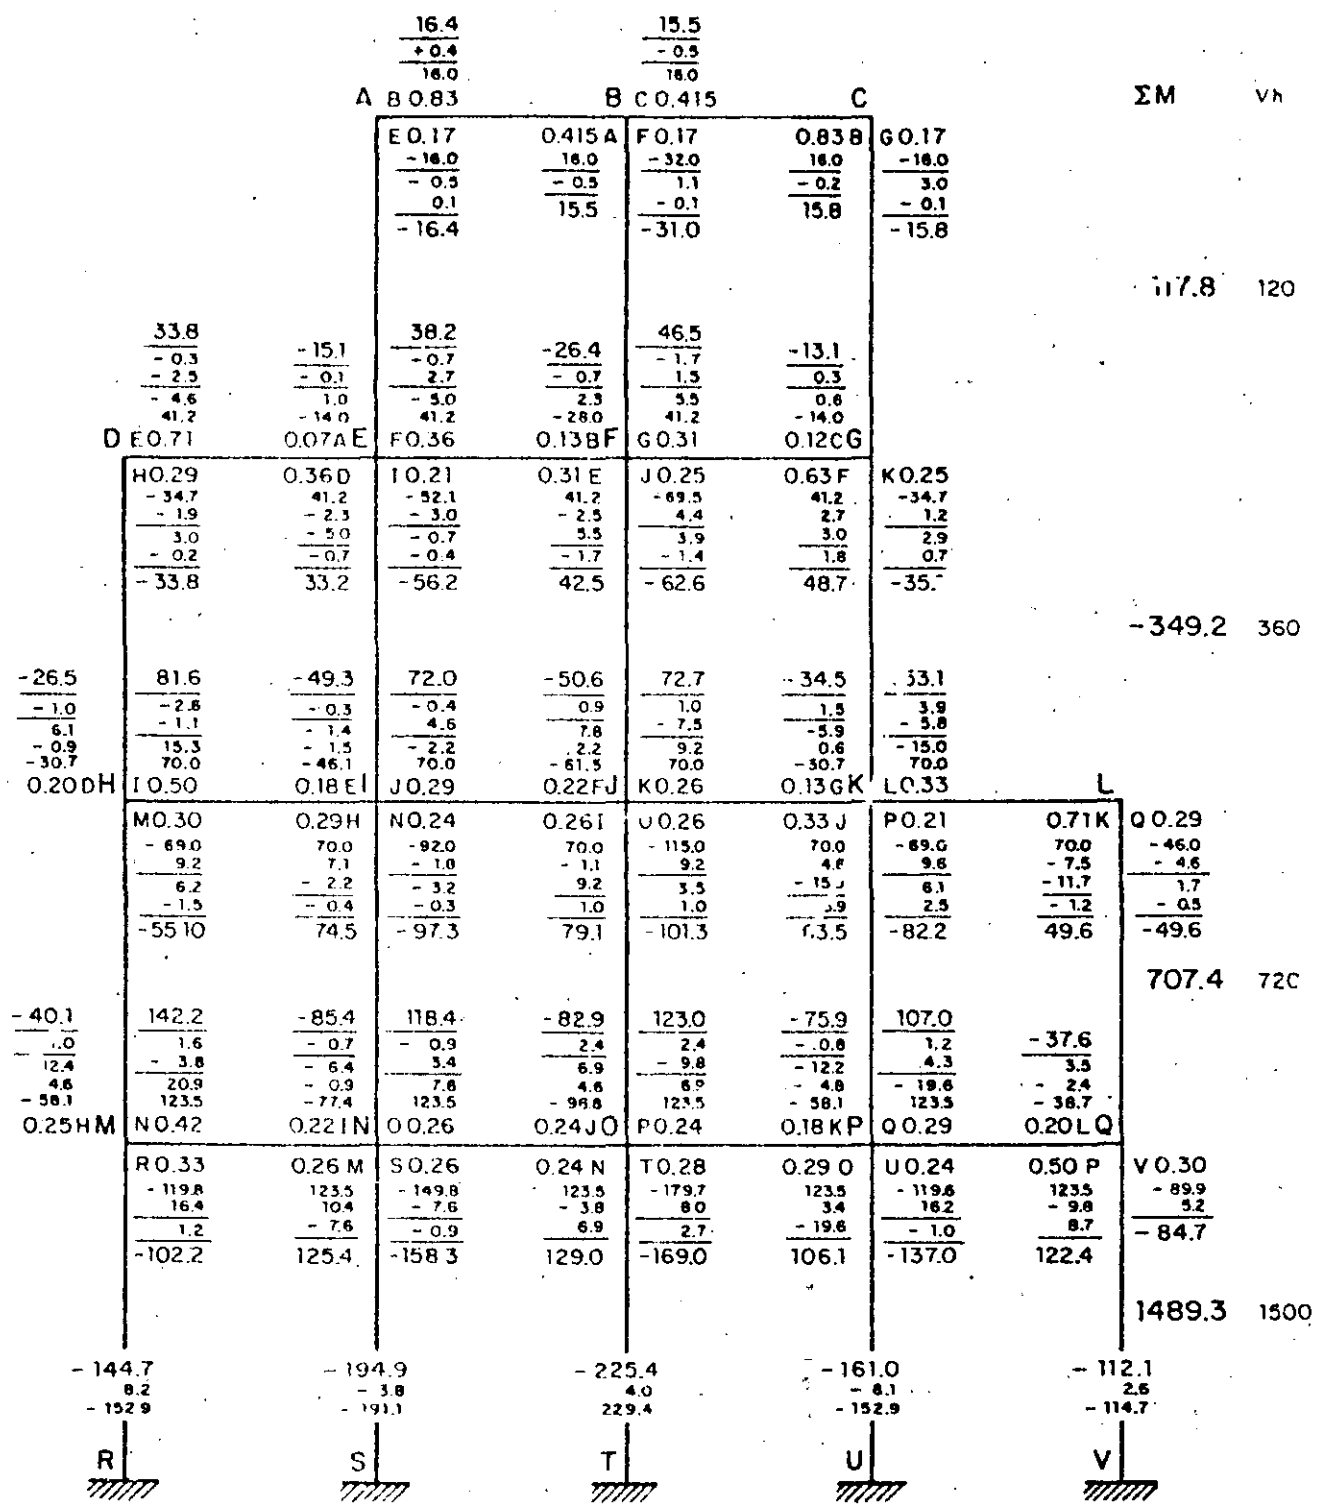 16.4 15.5
+ 0.4 - 0.5
16.0 16.0
A B 0.83 B C 0.415 C ΣM Vh
E 0.17 0.415 A F 0.17 0.83 B G 0.17
- 16.0 16.0 - 32.0 16.0 - 16.0
- 0.5 - 0.5 1.1 - 0.2 3.0
0.1 15.5 - 0.1 15.8 - 0.1
- 16.4 - 31.0 - 15.8
117.8 120
33.8 38.2 46.5
- 0.3 - 15.1 - 0.7 - 26.4 - 1.7 - 13.1
- 2.5 - 0.1 2.7 - 0.7 1.5 0.3
- 4.6 1.0 - 5.0 2.3 5.5 0.6
41.2 - 14.0 41.2 - 28.0 41.2 - 14.0
D E 0.71 0.07 A E F 0.36 0.13 B F G 0.31 0.12 C G
H 0.29 0.36 D I 0.21 0.31 E J 0.25 0.63 F K 0.25
- 34.7 41.2 - 52.1 41.2 - 69.5 41.2 - 34.7
- 1.9 - 2.3 - 3.0 - 2.5 4.4 2.7 1.2
3.0 - 5.0 - 0.7 5.5 3.9 3.0 2.9
- 0.2 - 0.7 - 0.4 - 1.7 - 1.4 1.8 0.7
- 33.8 33.2 - 56.2 42.5 - 62.6 48.7 - 35.
- 349.2 360
- 26.5 81.6 - 49.3 72.0 - 50.6 72.7 - 34.5 53.1
- 1.0 - 2.6 - 0.3 - 0.4 0.9 1.0 1.5 3.9
6.1 - 1.1 - 1.4 4.6 7.8 - 7.5 - 5.9 - 5.8
- 0.9 15.3 - 1.5 - 2.2 2.2 9.2 0.6 - 15.0
- 30.7 70.0 - 46.1 70.0 - 61.5 70.0 - 30.7 70.0
0.20 D H I 0.50 0.18 E I J 0.29 0.22 F J K 0.26 0.13 G K L 0.33 L
M 0.30 0.29 H N 0.24 0.26 I 0.26 0.33 J P 0.21 0.71 K Q 0.29
- 69.0 70.0 - 92.0 70.0 - 115.0 70.0 - 69.0 70.0 - 46.0
9.2 7.1 - 1.8 - 1.1 9.2 4.6 9.6 - 7.5 - 4.6
6.2 - 2.2 - 3.2 9.2 3.5 - 15 6.1 - 11.7 1.7
- 1.5 - 0.4 - 0.3 1.0 1.0 .9 2.5 - 1.2 - 0.5
- 55 10 74.5 - 97.3 79.1 - 101.3 3.5 - 82.2 49.6 - 49.6
707.4 720
- 40.1 142.2 - 85.4 118.4 - 82.9 123.0 - 75.9 107.0
1.0 1.6 - 0.7 - 0.9 2.4 2.4 - .0.8 1.2 - 37.6
12.4 - 3.8 - 6.4 3.4 6.9 - 9.8 - 12.2 4.3 3.5
4.6 20.9 - 0.9 7.6 4.6 6.9 - 4.8 - 19.6 - 2.4
- 58.1 123.5 - 77.4 123.5 - 96.8 123.5 - 58.1 123.5 - 38.7
0.25 H M N 0.42 0.22 I N O 0.26 0.24 J O P 0.24 0.18 K P Q 0.29 0.20 L Q
R 0.33 0.26 M S 0.26 0.24 N T 0.28 0.29 O U 0.24 0.50 P V 0.30
- 119.8 123.5 - 149.8 123.5 - 179.7 123.5 - 119.6 123.5 - 89.9
16.4 10.4 - 7.6 - 3.8 8.0 3.4 16.2 - 9.8 5.2
1.2 - 7.6 - 0.9 6.9 2.7 - 19.6 - 1.0 8.7 - 84.7
- 102.2 125.4 - 158.3 129.0 - 169.0 106.1 - 137.0 122.4
1489.3 1500
- 144.7 - 194.9 - 225.4 - 161.0 - 112.1
8.2 - 3.8 4.0 - 8.1 2.6
- 152 9 - 191.1 229.4 - 152.9 - 114.7
R S T U V